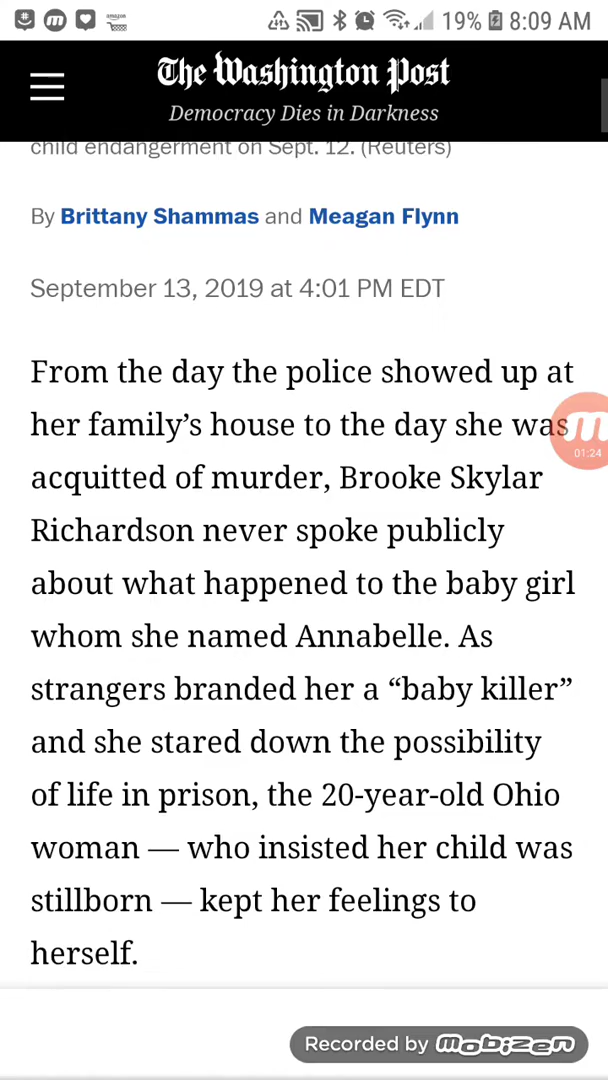 amazon
19% 8:09 AM
The Washington Post
Democracy Dies in Darkness
child endangerment on Sept. 12. (Reuters)
By Brittany Shammas and Meagan Flynn
September 13, 2019 at 4:01 PM EDT
From the day the police showed up at
her family’s house to the day she was
acquitted of murder, Brooke Skylar
Richardson never spoke publicly
about what happened to the baby girl
whom she named Annabelle. As
strangers branded her a “baby killer”
and she stared down the possibility
of life in prison, the 20-year-old Ohio
woman — who insisted her child was
stillborn — kept her feelings to
herself.
m
01:24
Recorded by mobizen